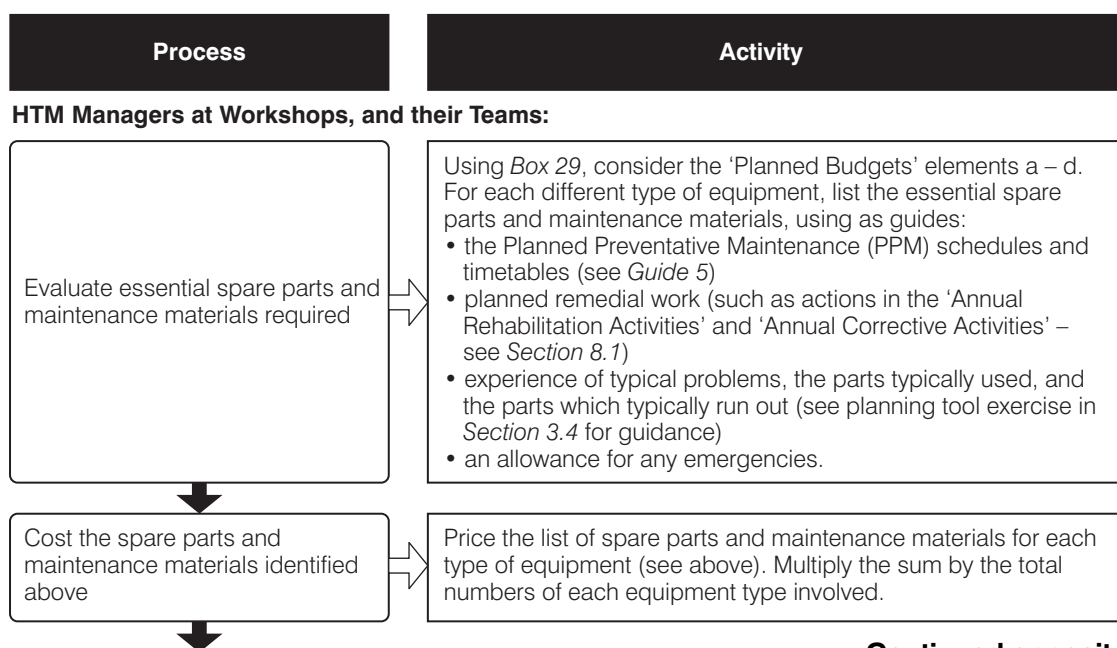 Process
Activity
HTM Managers at Workshops, and their Teams:
Evaluate essential spare parts and
maintenance materials required
Using Box 29, consider the ‘Planned Budgets’ elements a – d.
For each different type of equipment, list the essential spare
parts and maintenance materials, using as guides:
• the Planned Preventative Maintenance (PPM) schedules and
timetables (see Guide 5)
• planned remedial work (such as actions in the ‘Annual
Rehabilitation Activities’ and ‘Annual Corrective Activities’ –
see Section 8.1)
• experience of typical problems, the parts typically used, and
the parts which typically run out (see planning tool exercise in
Section 3.4 for guidance)
• an allowance for any emergencies.
Cost the spare parts and
maintenance materials identified
above
Price the list of spare parts and maintenance materials for each
type of equipment (see above). Multiply the sum by the total
numbers of each equipment type involved.